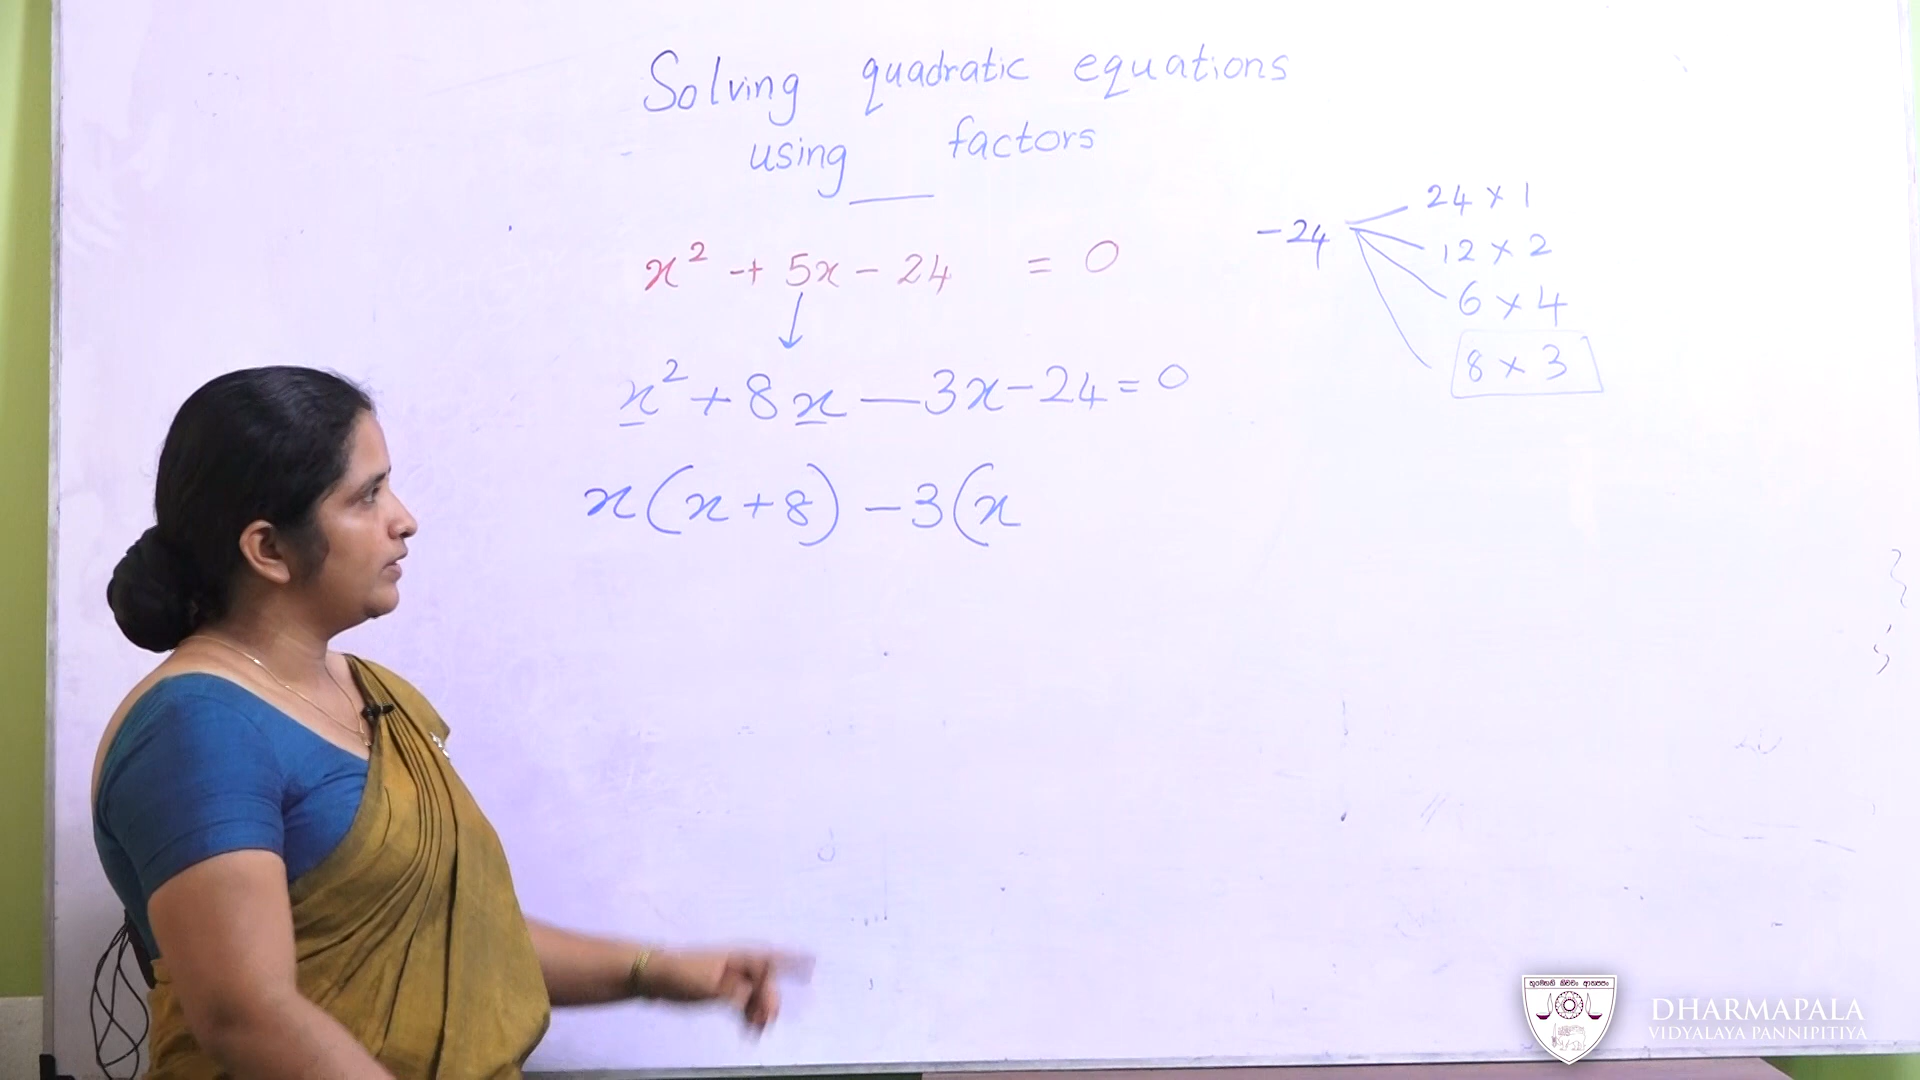 Solving quadratic equations
using factors
x² + 5x - 24 = 0
x² + 8x - 3x - 24 = 0
x(x + 8) - 3(x
-24
24 × 1
12 × 2
6 × 4
8 × 3
DHARMAPALA
VIDYALAYA PANNIPITIYA